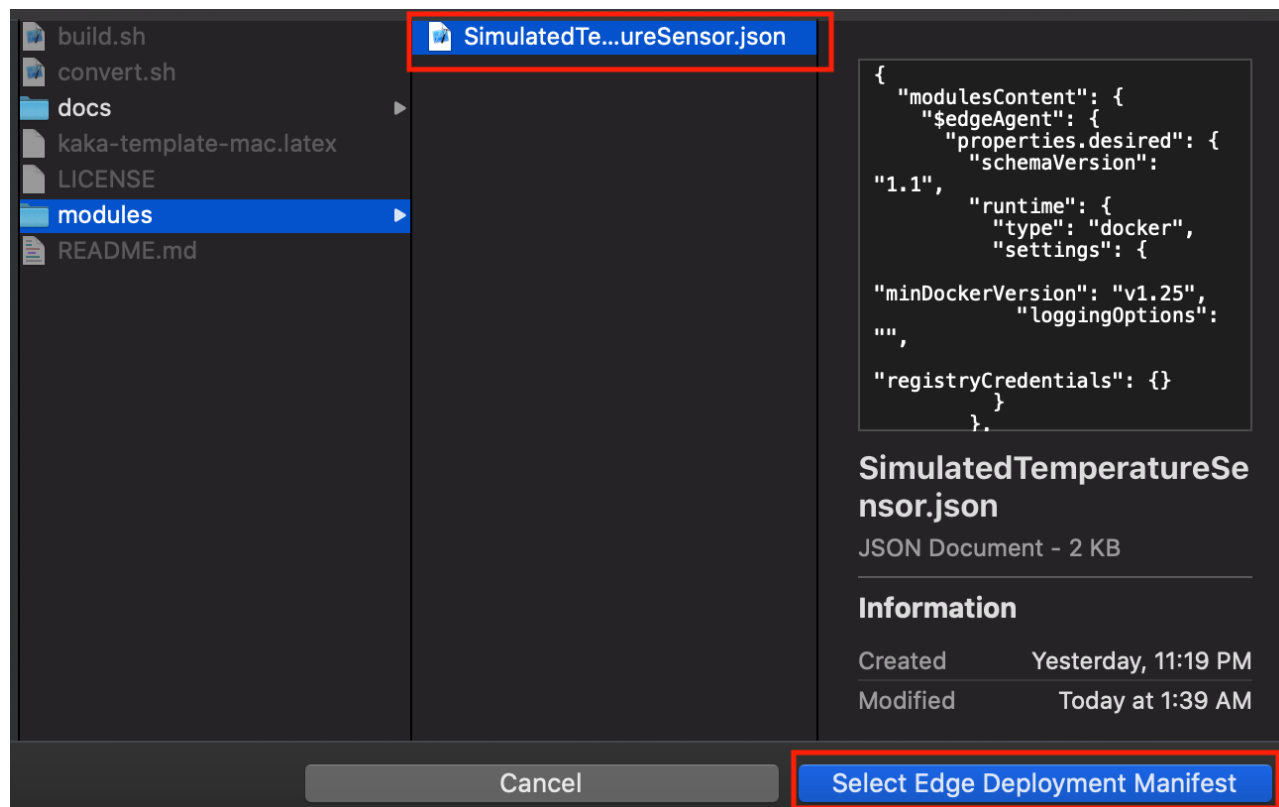 build.sh
convert.sh
docs
kaka-template-mac.latex
LICENSE
modules
README.md
SimulatedTe...ureSensor.json
{
"modulesContent": {
"$edgeAgent": {
"properties.desired": {
"schemaVersion":
"1.1",
"runtime": {
"type": "docker",
"settings": {
"minDockerVersion": "v1.25",
"loggingOptions":
"",
"registryCredentials": {}
}
},
SimulatedTemperatureSe
nsor.json
JSON Document - 2 KB
Information
Created Yesterday, 11:19 PM
Modified Today at 1:39 AM
Cancel
Select Edge Deployment Manifest